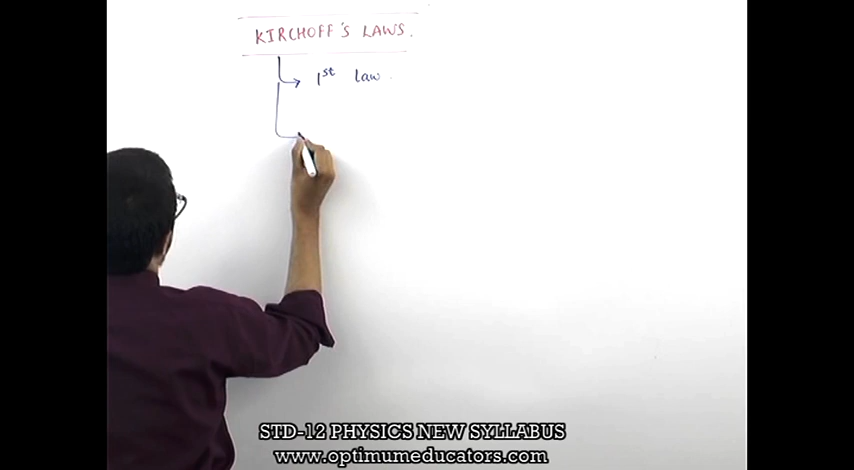 KIRCHOFF'S LAWS.
1st law.
STD-12 PHYSICS NEW SYLLABUS
www.optimumeducators.com